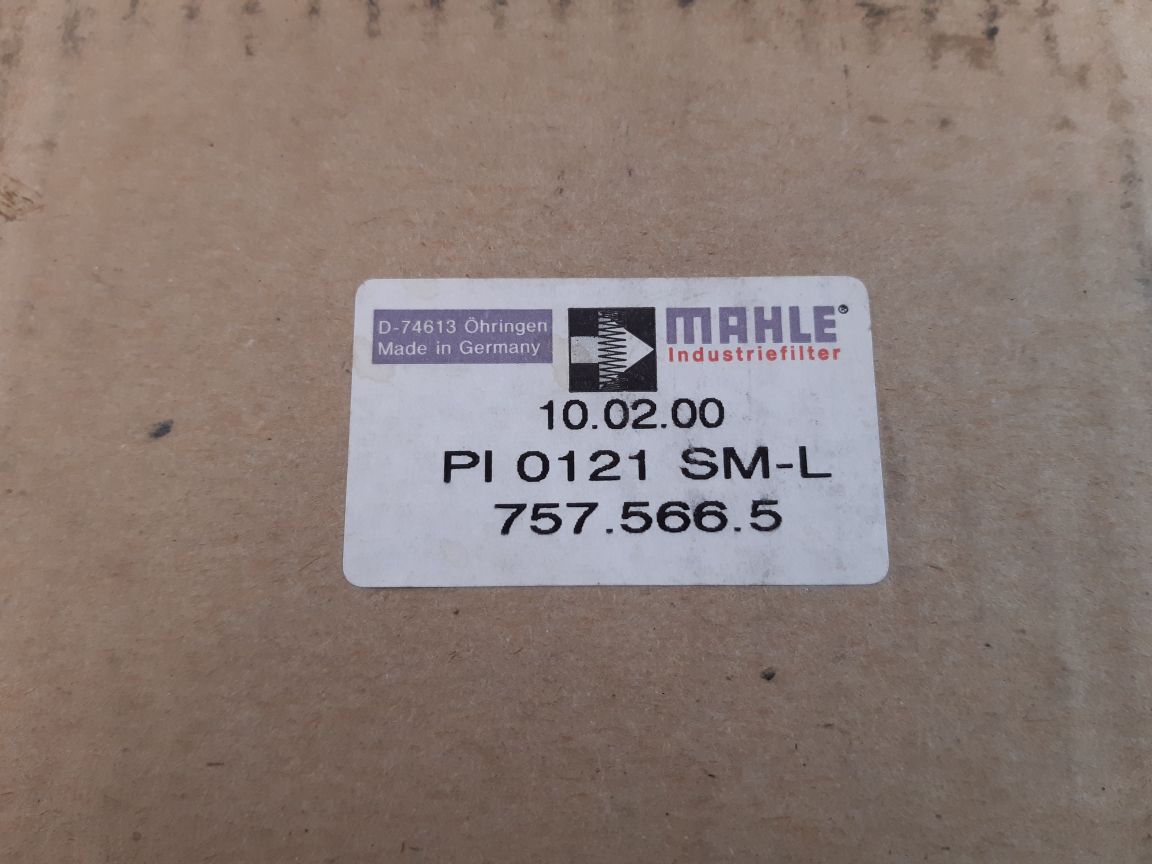 D-74613 Öhringen
Made in Germany
MAHLE®
Industriefilter
10.02.00
PI 0121 SM-L
757.566.5